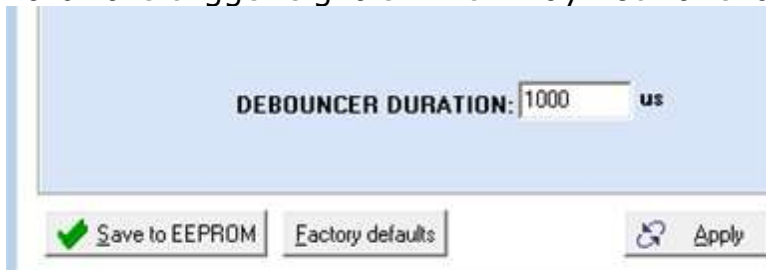 DEBOUNCER DURATION: 1000 us
Save to EEPROM Factory defaults Apply